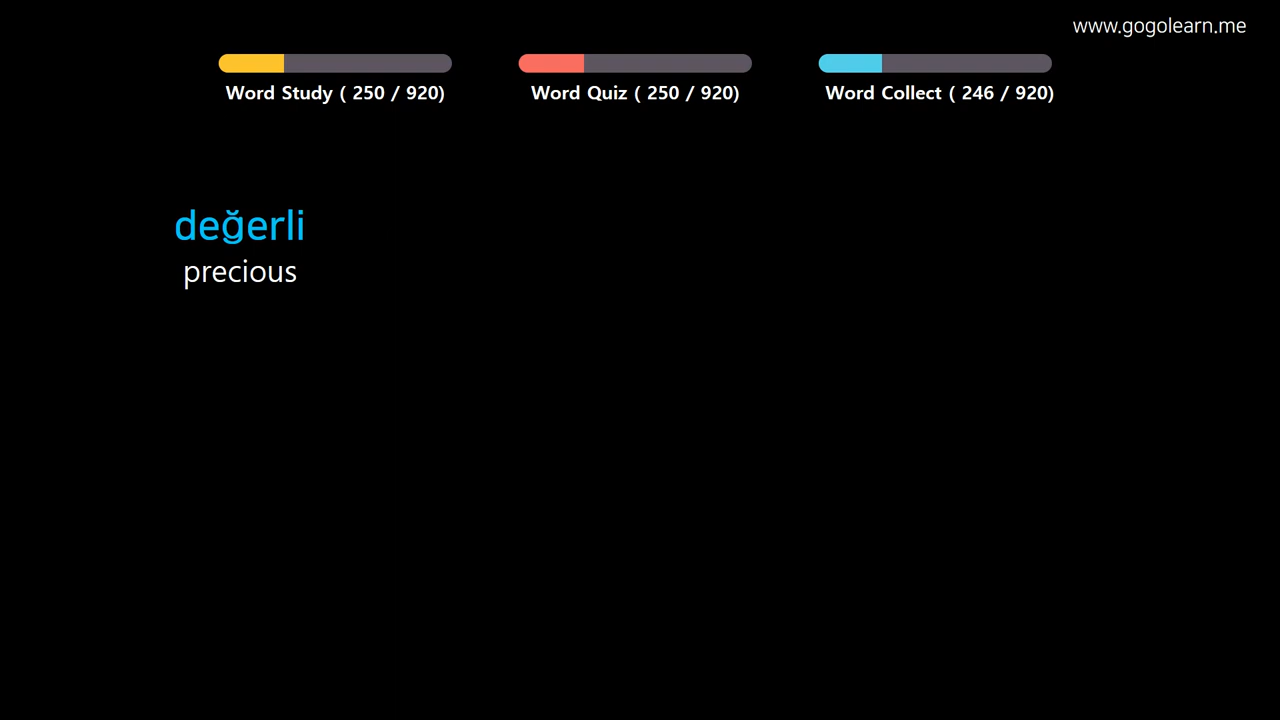 www.gogolearn.me
Word Study ( 250 / 920)
Word Quiz ( 250 / 920)
Word Collect ( 246 / 920)
değerli
precious